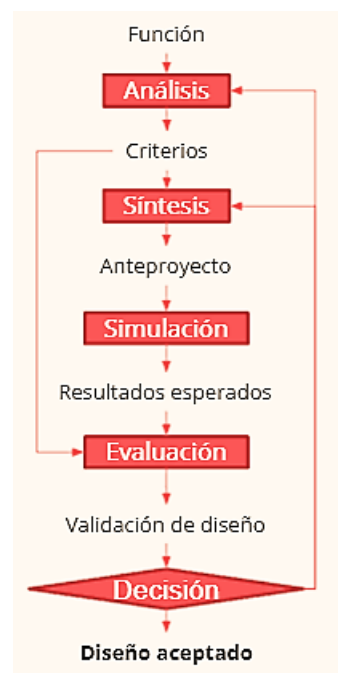 Función
Análisis
Criterios
Síntesis
Anteproyecto
Simulación
Resultados esperados
Evaluación
Validación de diseño
Decisión
Diseño aceptado